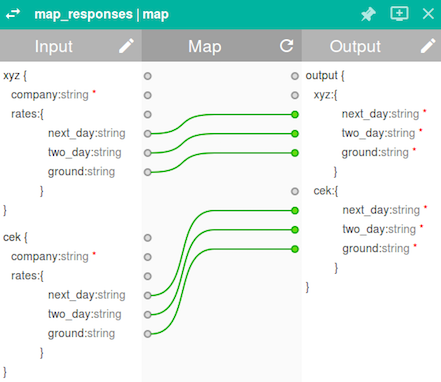 map_responses | map
Input
Map
Output
xyz {
company:string *
rates:{
next_day:string
two_day:string
ground:string
}
}
cek {
company:string *
rates:{
next_day:string
two_day:string
ground:string
}
}
output {
xyz:{
next_day:string *
two_day:string *
ground:string *
}
cek:{
next_day:string *
two_day:string *
ground:string *
}
}